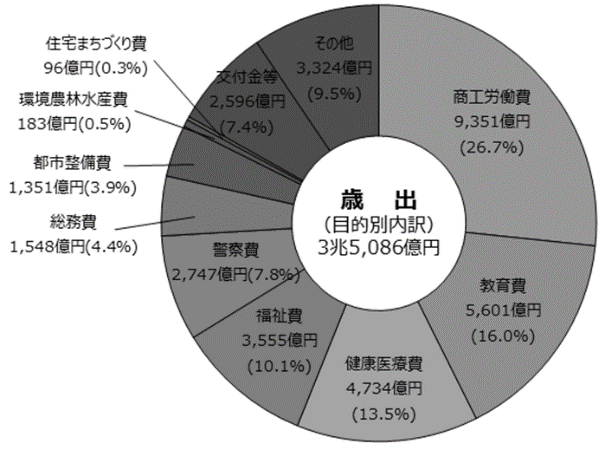 歳　出
(目的別内訳)
3兆5,086億円
商工労働費
9,351億円
(26.7%)
教育費
5,601億円
(16.0%)
健康医療費
4,734億円
(13.5%)
福祉費
3,555億円
(10.1%)
警察費
2,747億円(7.8%)
総務費
1,548億円(4.4%)
都市整備費
1,351億円(3.9%)
環境農林水産費
183億円(0.5%)
住宅まちづくり費
96億円(0.3%)
交付金等
2,596億円
(7.4%)
その他
3,324億円
(9.5%)